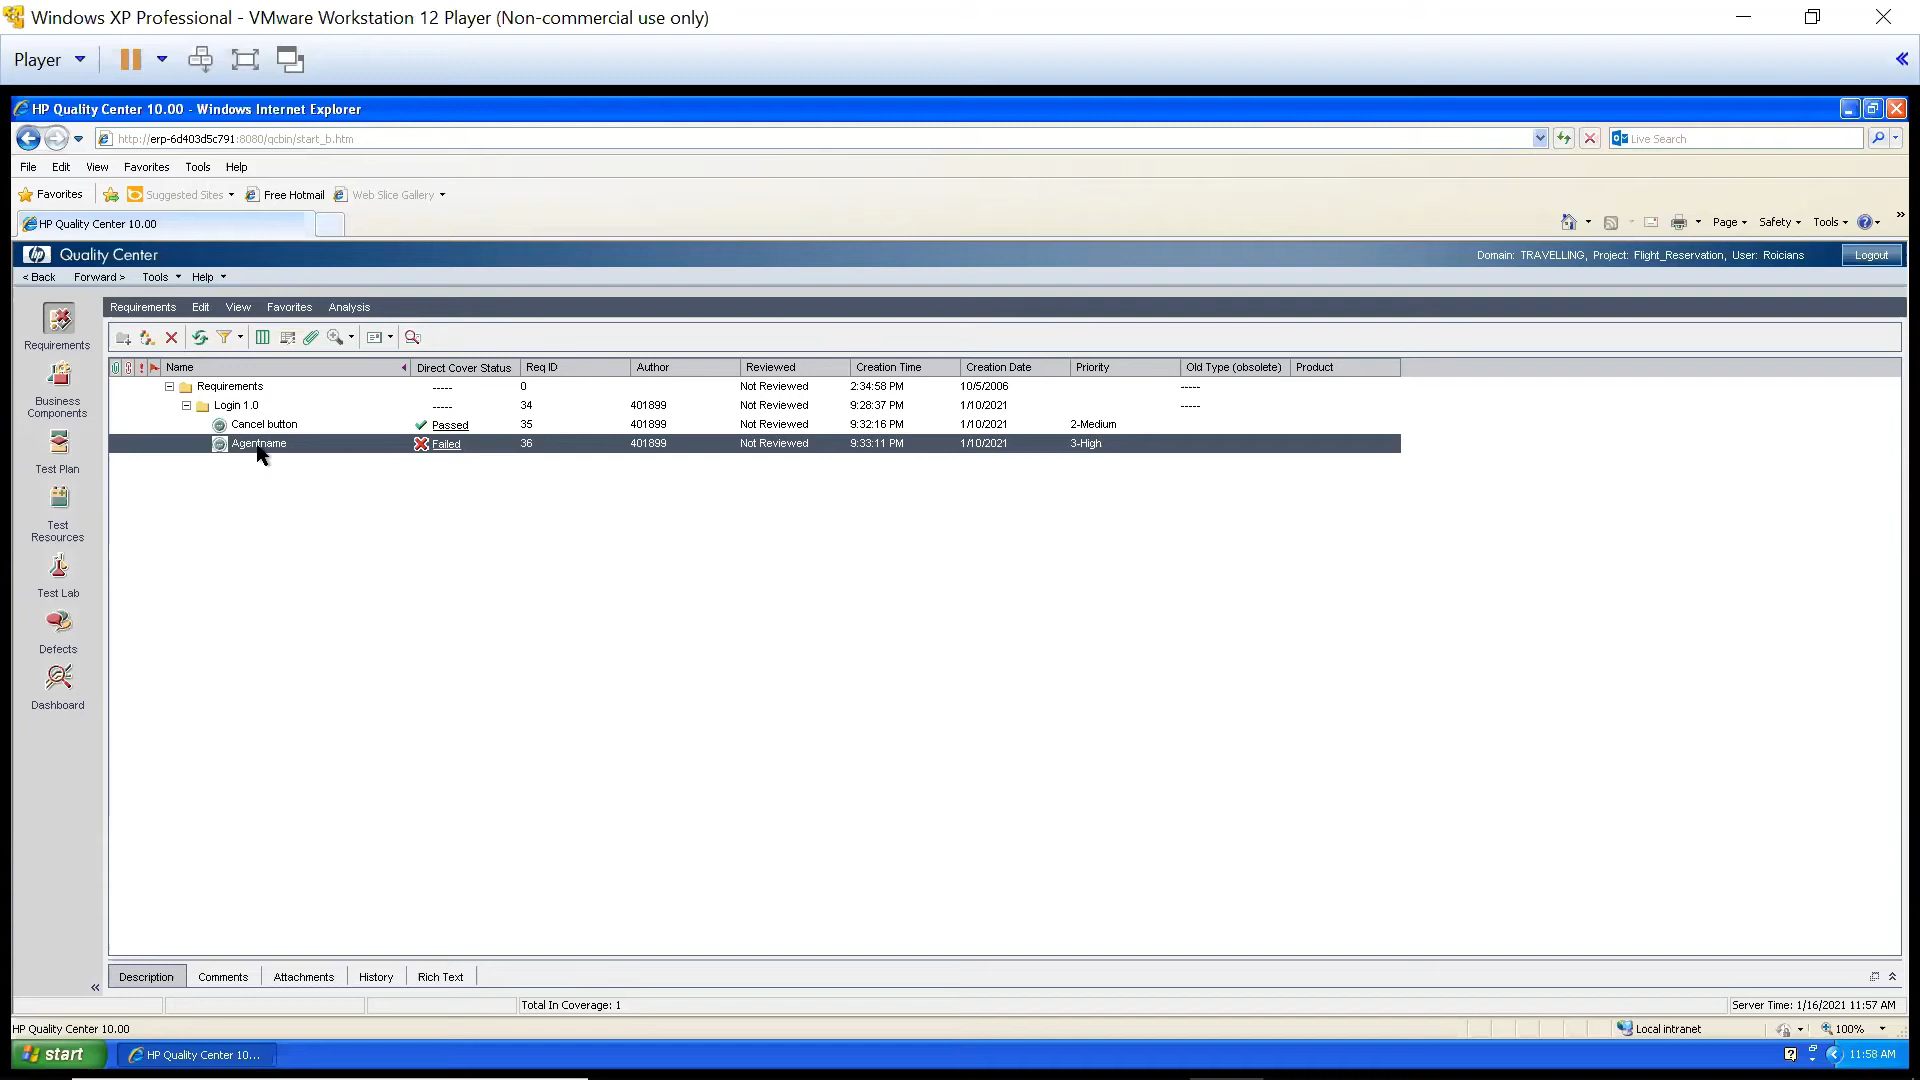 Windows XP Professional - VMware Workstation 12 Player (Non-commercial use only)
Player
HP Quality Center 10.00 - Windows Internet Explorer
http://erp-6d403d5c791:8080/qcbin/start_b.htm
Live Search
File Edit View Favorites Tools Help
Favorites Suggested Sites Free Hotmail Web Slice Gallery
HP Quality Center 10.00
Page Safety Tools
Quality Center
Domain: TRAVELLING, Project: Flight_Reservation, User: Roicians
Logout
< Back Forward > Tools Help
Requirements Edit View Favorites Analysis
Requirements
Business Components
Test Plan
Test Resources
Test Lab
Defects
Dashboard
Name Direct Cover Status Req ID Author Reviewed Creation Time Creation Date Priority Old Type (obsolete) Product
Requirements ----- 0 Not Reviewed 2:34:58 PM 10/5/2006 -----
Login 1.0 ----- 34 401899 Not Reviewed 9:28:37 PM 1/10/2021 -----
Cancel button Passed 35 401899 Not Reviewed 9:32:16 PM 1/10/2021 2-Medium
Agentname Failed 36 401899 Not Reviewed 9:33:11 PM 1/10/2021 3-High
Description Comments Attachments History Rich Text
Total In Coverage: 1
Server Time: 1/16/2021 11:57 AM
HP Quality Center 10.00
Local intranet
100%
start
HP Quality Center 10...
11:58 AM